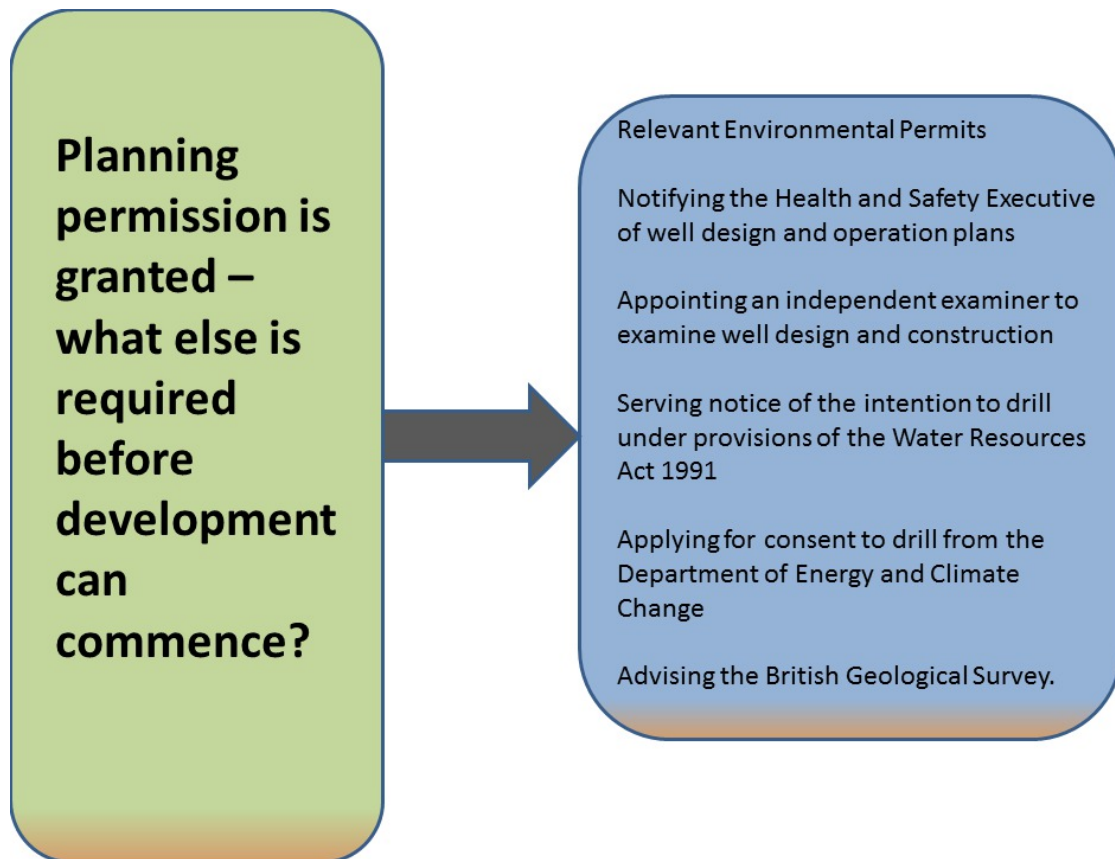 Planning
permission is
granted –
what else is
required
before
development
can
commence?
Relevant Environmental Permits
Notifying the Health and Safety Executive
of well design and operation plans
Appointing an independent examiner to
examine well design and construction
Serving notice of the intention to drill
under provisions of the Water Resources
Act 1991
Applying for consent to drill from the
Department of Energy and Climate
Change
Advising the British Geological Survey.